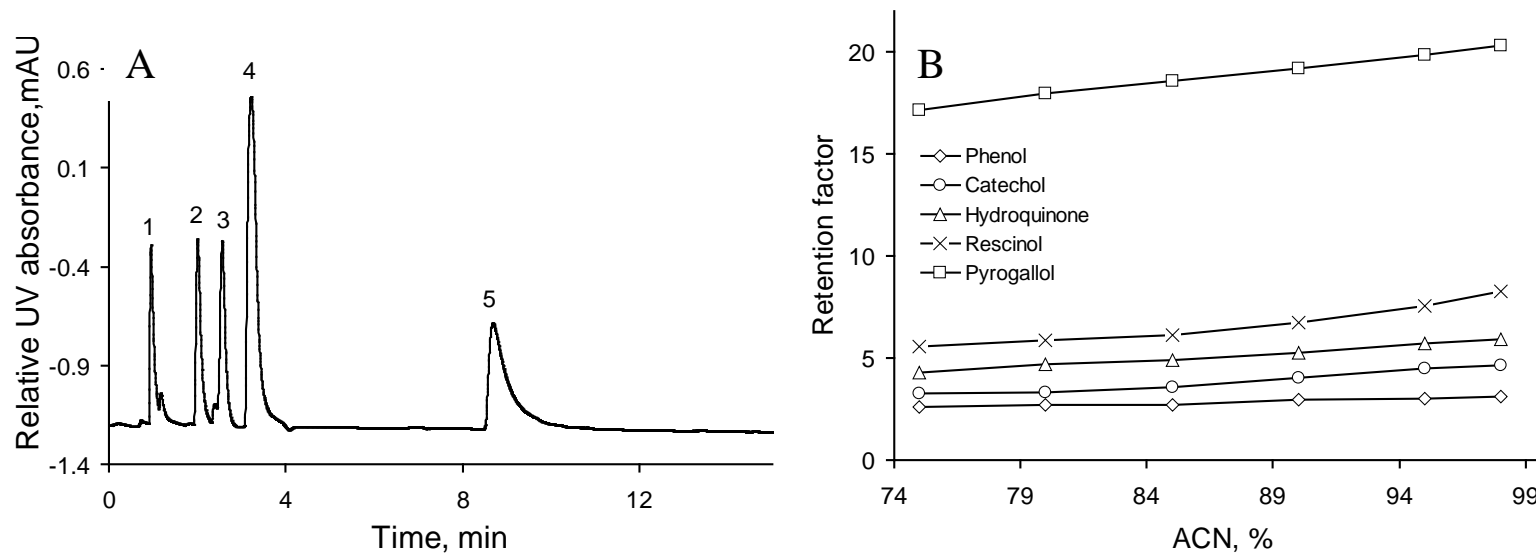 A
Relative UV absorbance,mAU
0.6
0.1
-0.4
-0.9
-1.4
1
2
3
4
5
0
4
8
12
Time, min
B
Retention factor
20
15
10
5
0
Phenol
Catechol
Hydroquinone
Rescinol
Pyrogallol
74
79
84
89
94
99
ACN, %